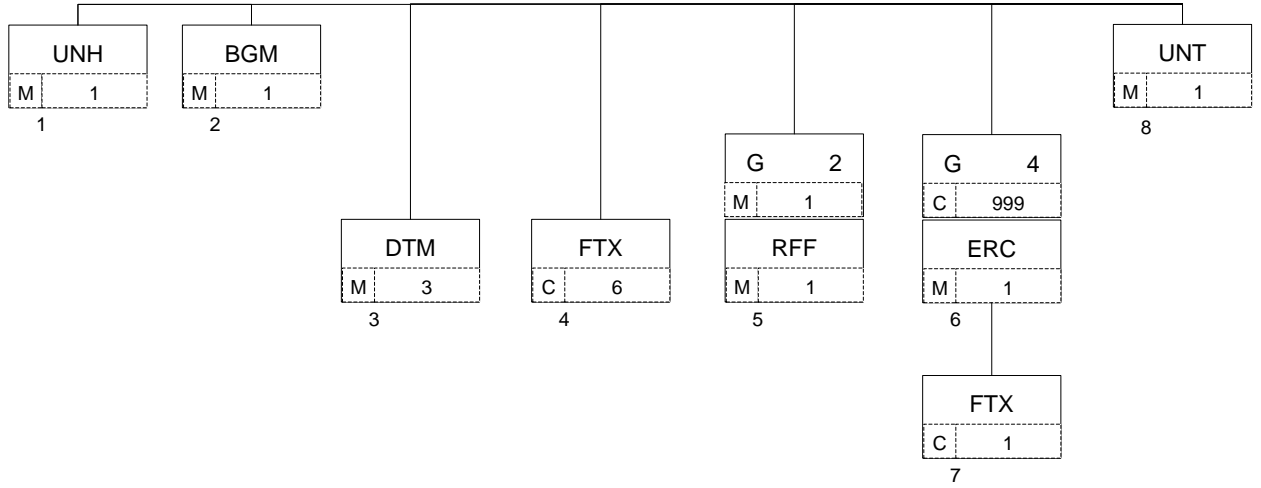 UNH
M 1
1
BGM
M 1
2
DTM
M 3
3
FTX
C 6
4
G 2
M 1
RFF
M 1
5
G 4
C 999
ERC
M 1
6
FTX
C 1
7
UNT
M 1
8